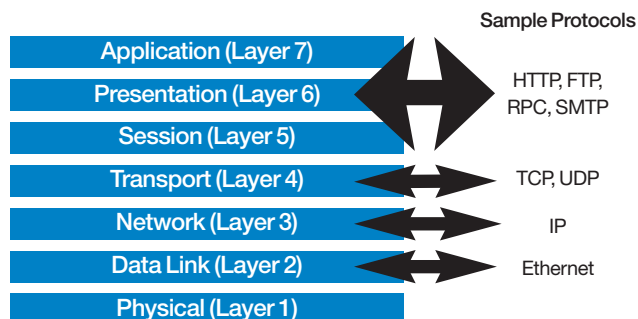 Sample Protocols
Application (Layer 7)
Presentation (Layer 6)
HTTP, FTP,
RPC, SMTP
Session (Layer 5)
Transport (Layer 4)
TCP, UDP
Network (Layer 3)
IP
Data Link (Layer 2)
Ethernet
Physical (Layer 1)